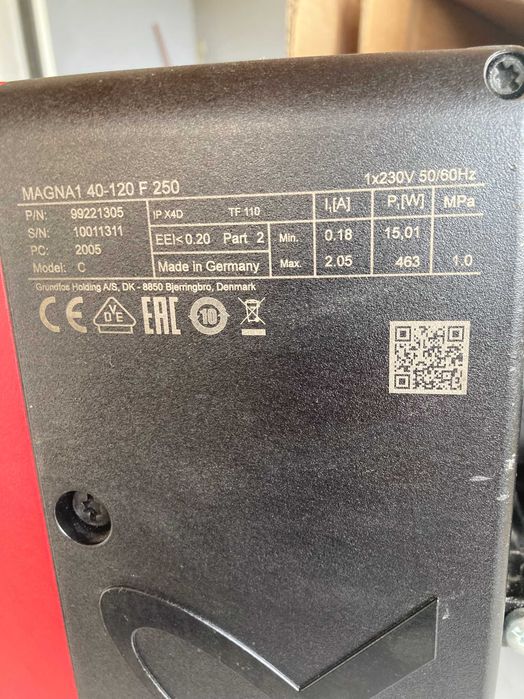 MAGNA1 40-120 F 250
1x230V 50/60Hz
P/N: 99221305
S/N: 10011311
PC: 2005
Model: C
IP X4D TF 110
EEI<0.20 Part 2
Made in Germany
I₁[A] P₁[W] MPa
Min. 0.18 15,01
Max. 2.05 463 1.0
Grundfos Holding A/S, DK - 8850 Bjerringbro, Denmark
CE VDE EAC 10